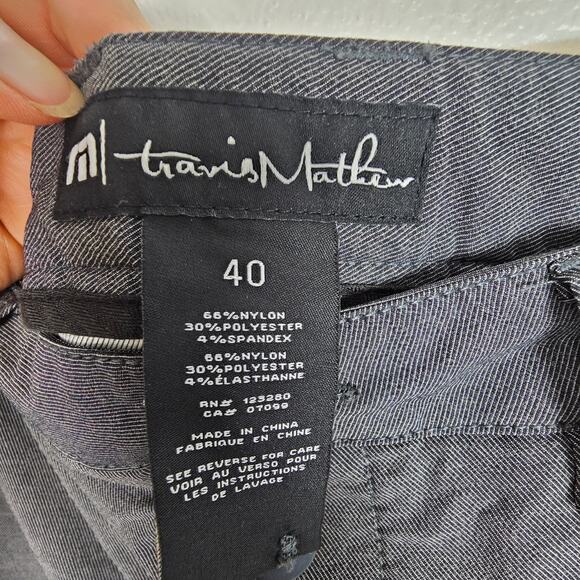 travisMathew
40
66%NYLON
30%POLYESTER
4%SPANDEX
66%NYLON
30%POLYESTER
4%ÉLASTHANNE
RN# 123280
CA# 07099
MADE IN CHINA
FABRIQUE EN CHINE
SEE REVERSE FOR CARE
VOIR AU VERSO POUR
LES INSTRUCTIONS
DE LAVAGE